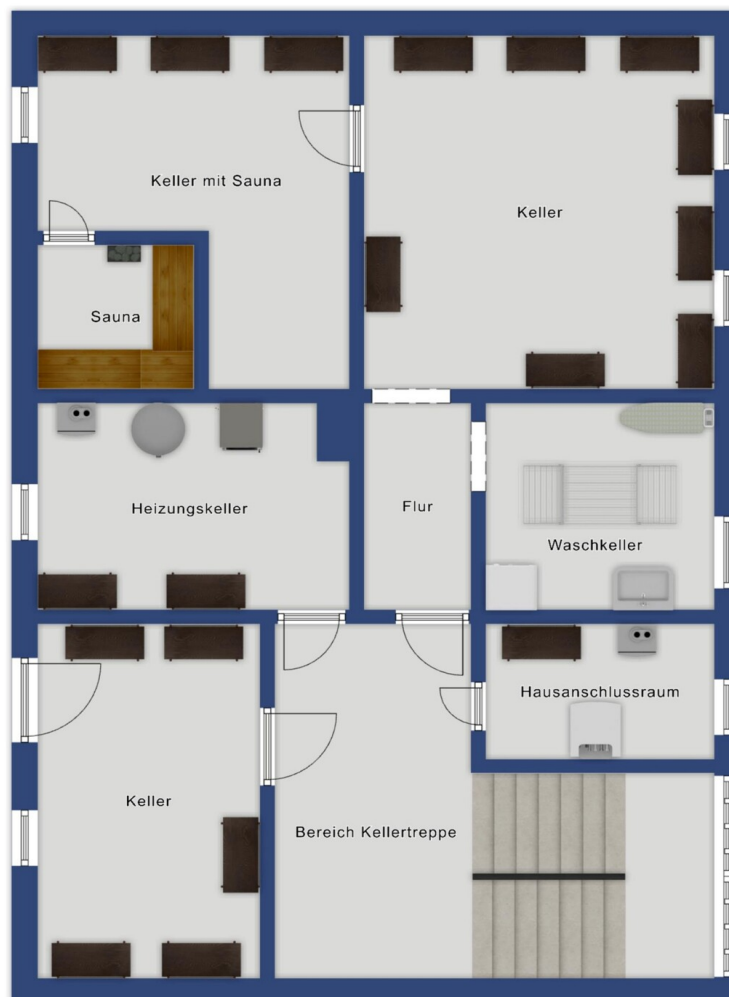 Keller mit Sauna
Keller
Sauna
Heizungskeller
Flur
Waschkeller
Hausanschlussraum
Keller
Bereich Kellertreppe